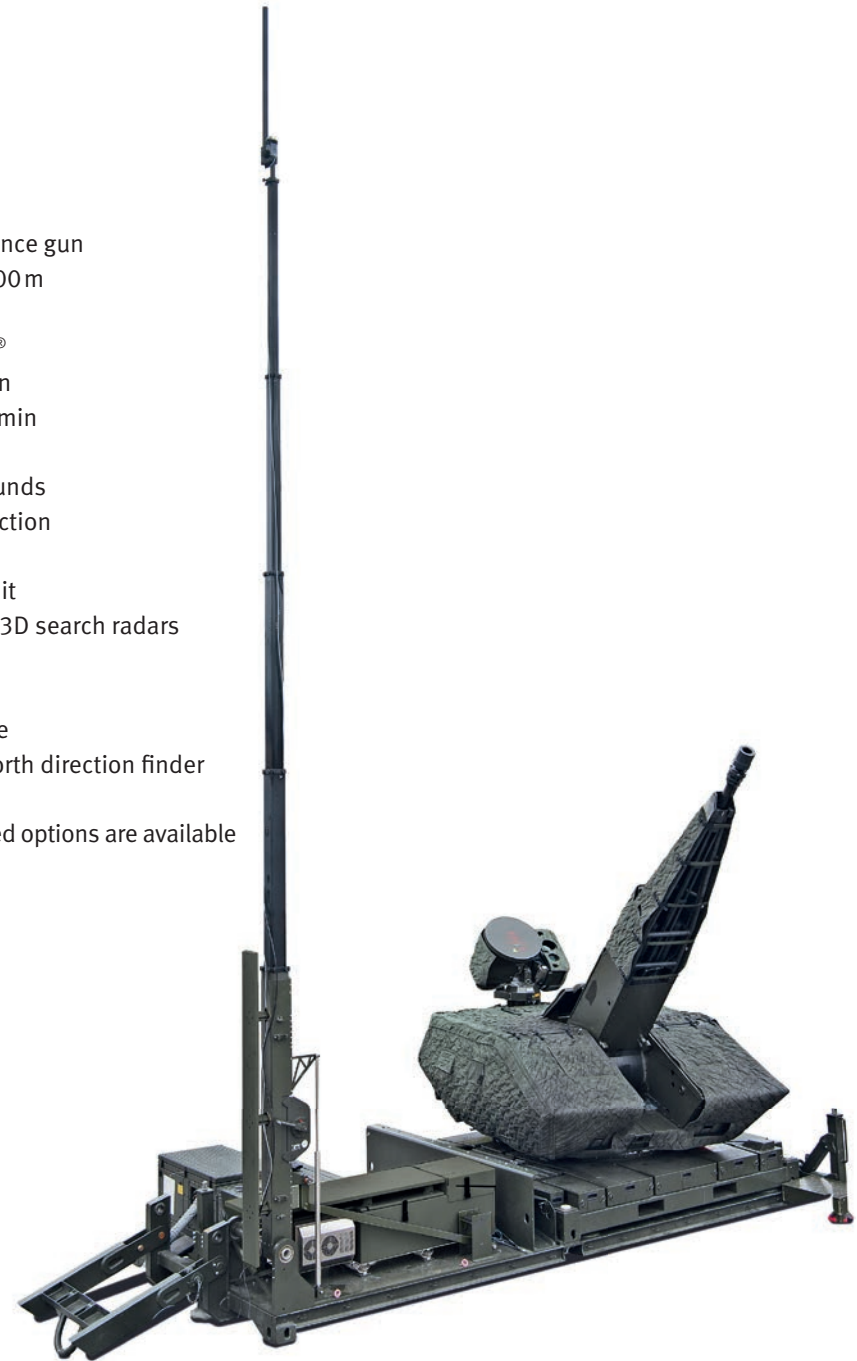 nce gun
00 m
®
n
min
unds
ction
it
3D search radars
e
orth direction finder
ed options are available